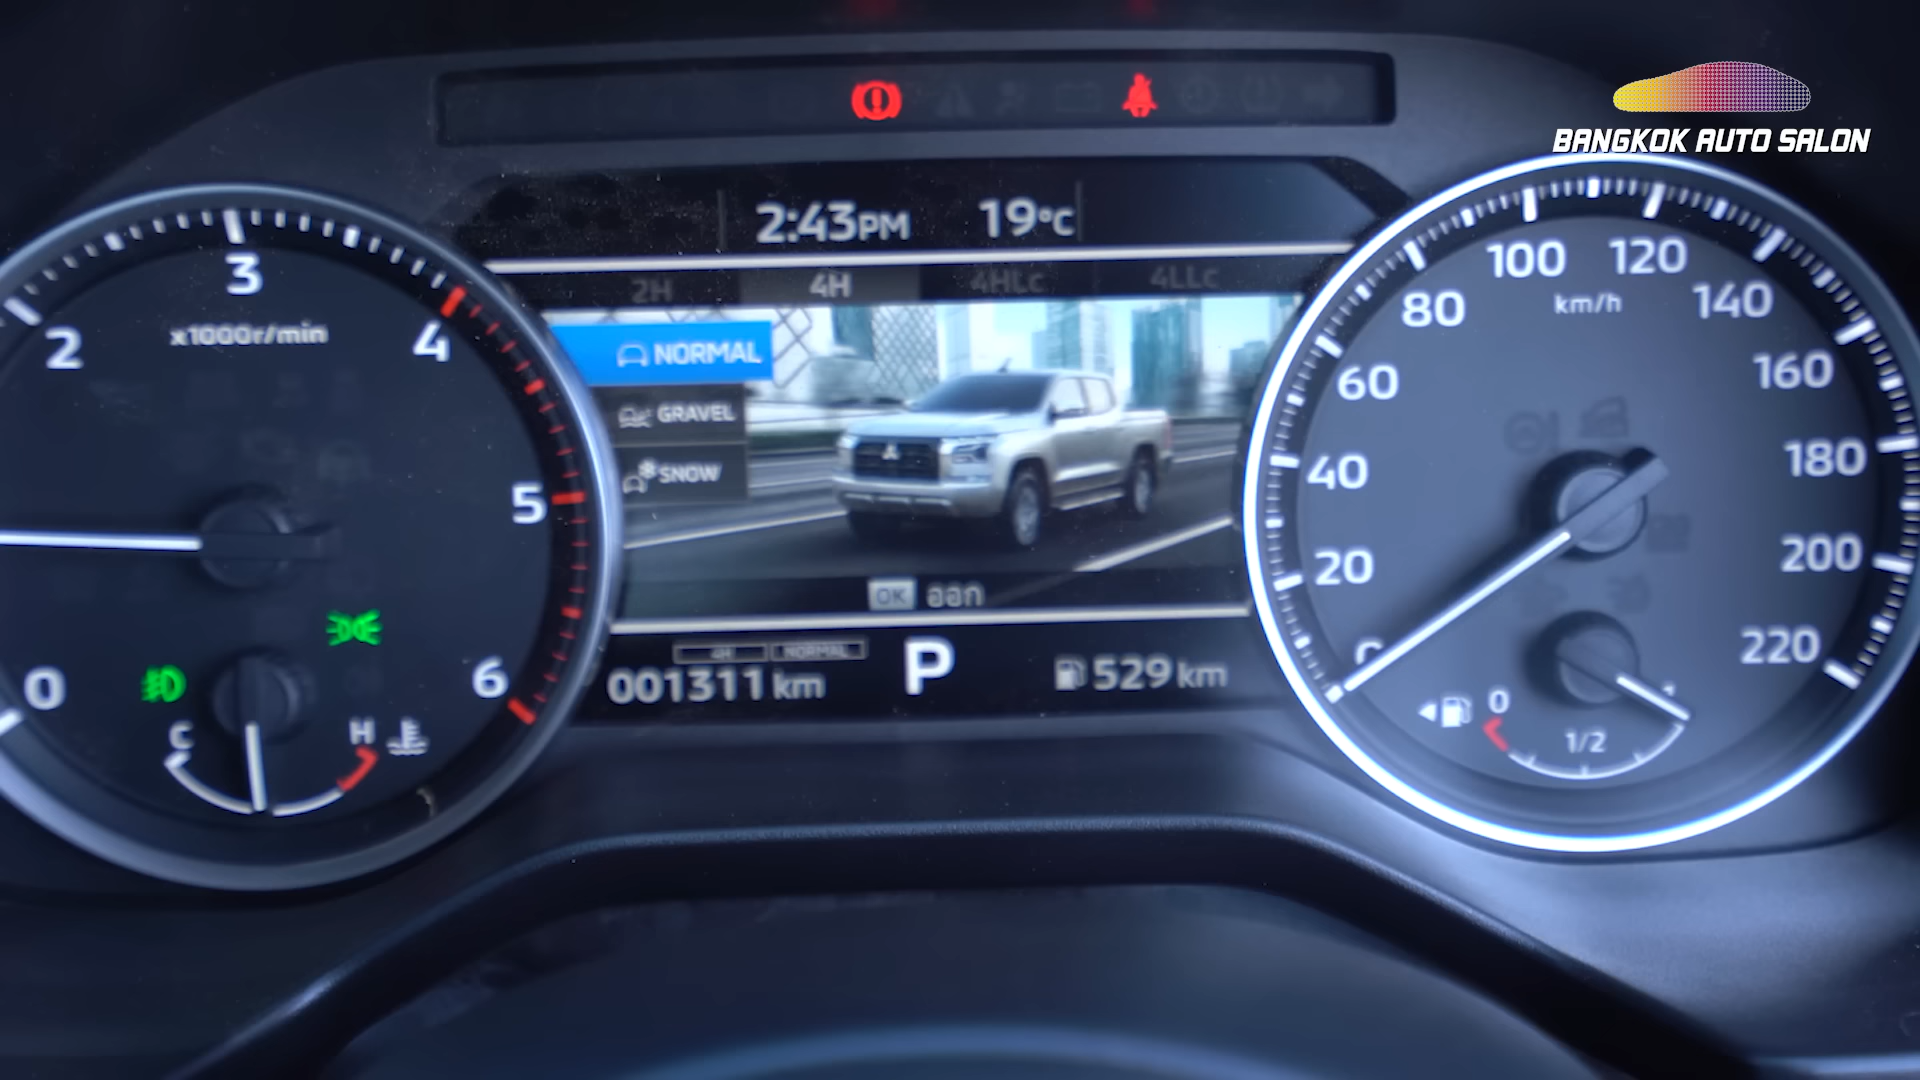 BANGKOK AUTO SALON
2:43PM 19°C
2H 4H 4HLc 4LLc
NORMAL
GRAVEL
SNOW
OK ออก
4H NORMAL
001311 km P 529 km
x1000r/min
0 2 3 4 5 6
C H
km/h
0 20 40 60 80 100 120 140 160 180 200 220
0 1/2 1